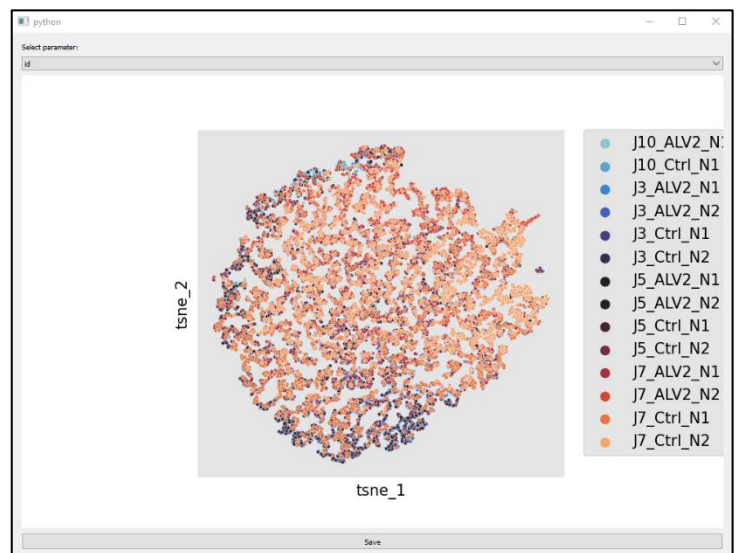 python
Select parameter:
id
tsne_2
tsne_1
J10_ALV2_N1
J10_Ctrl_N1
J3_ALV2_N1
J3_ALV2_N2
J3_Ctrl_N1
J3_Ctrl_N2
J5_ALV2_N1
J5_ALV2_N2
J5_Ctrl_N1
J5_Ctrl_N2
J7_ALV2_N1
J7_ALV2_N2
J7_Ctrl_N1
J7_Ctrl_N2
Save